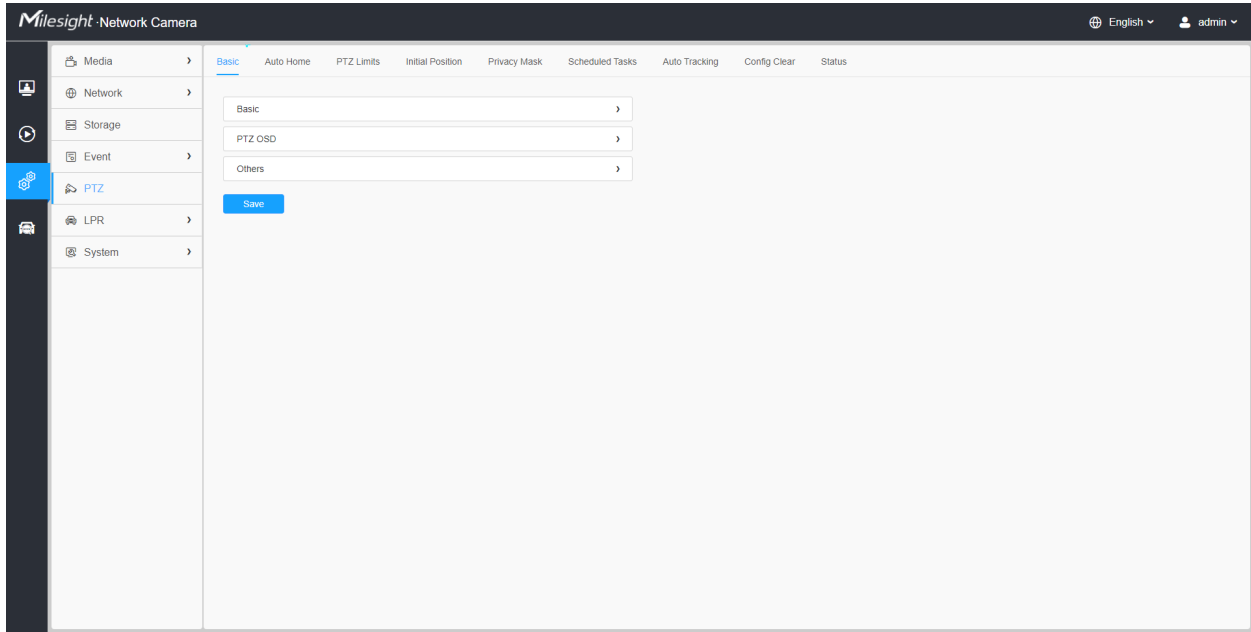 Milesight·Network Camera English admin
Media
Network
Storage
Event
PTZ
LPR
System
Basic Auto Home PTZ Limits Initial Position Privacy Mask Scheduled Tasks Auto Tracking Config Clear Status
Basic
PTZ OSD
Others
Save